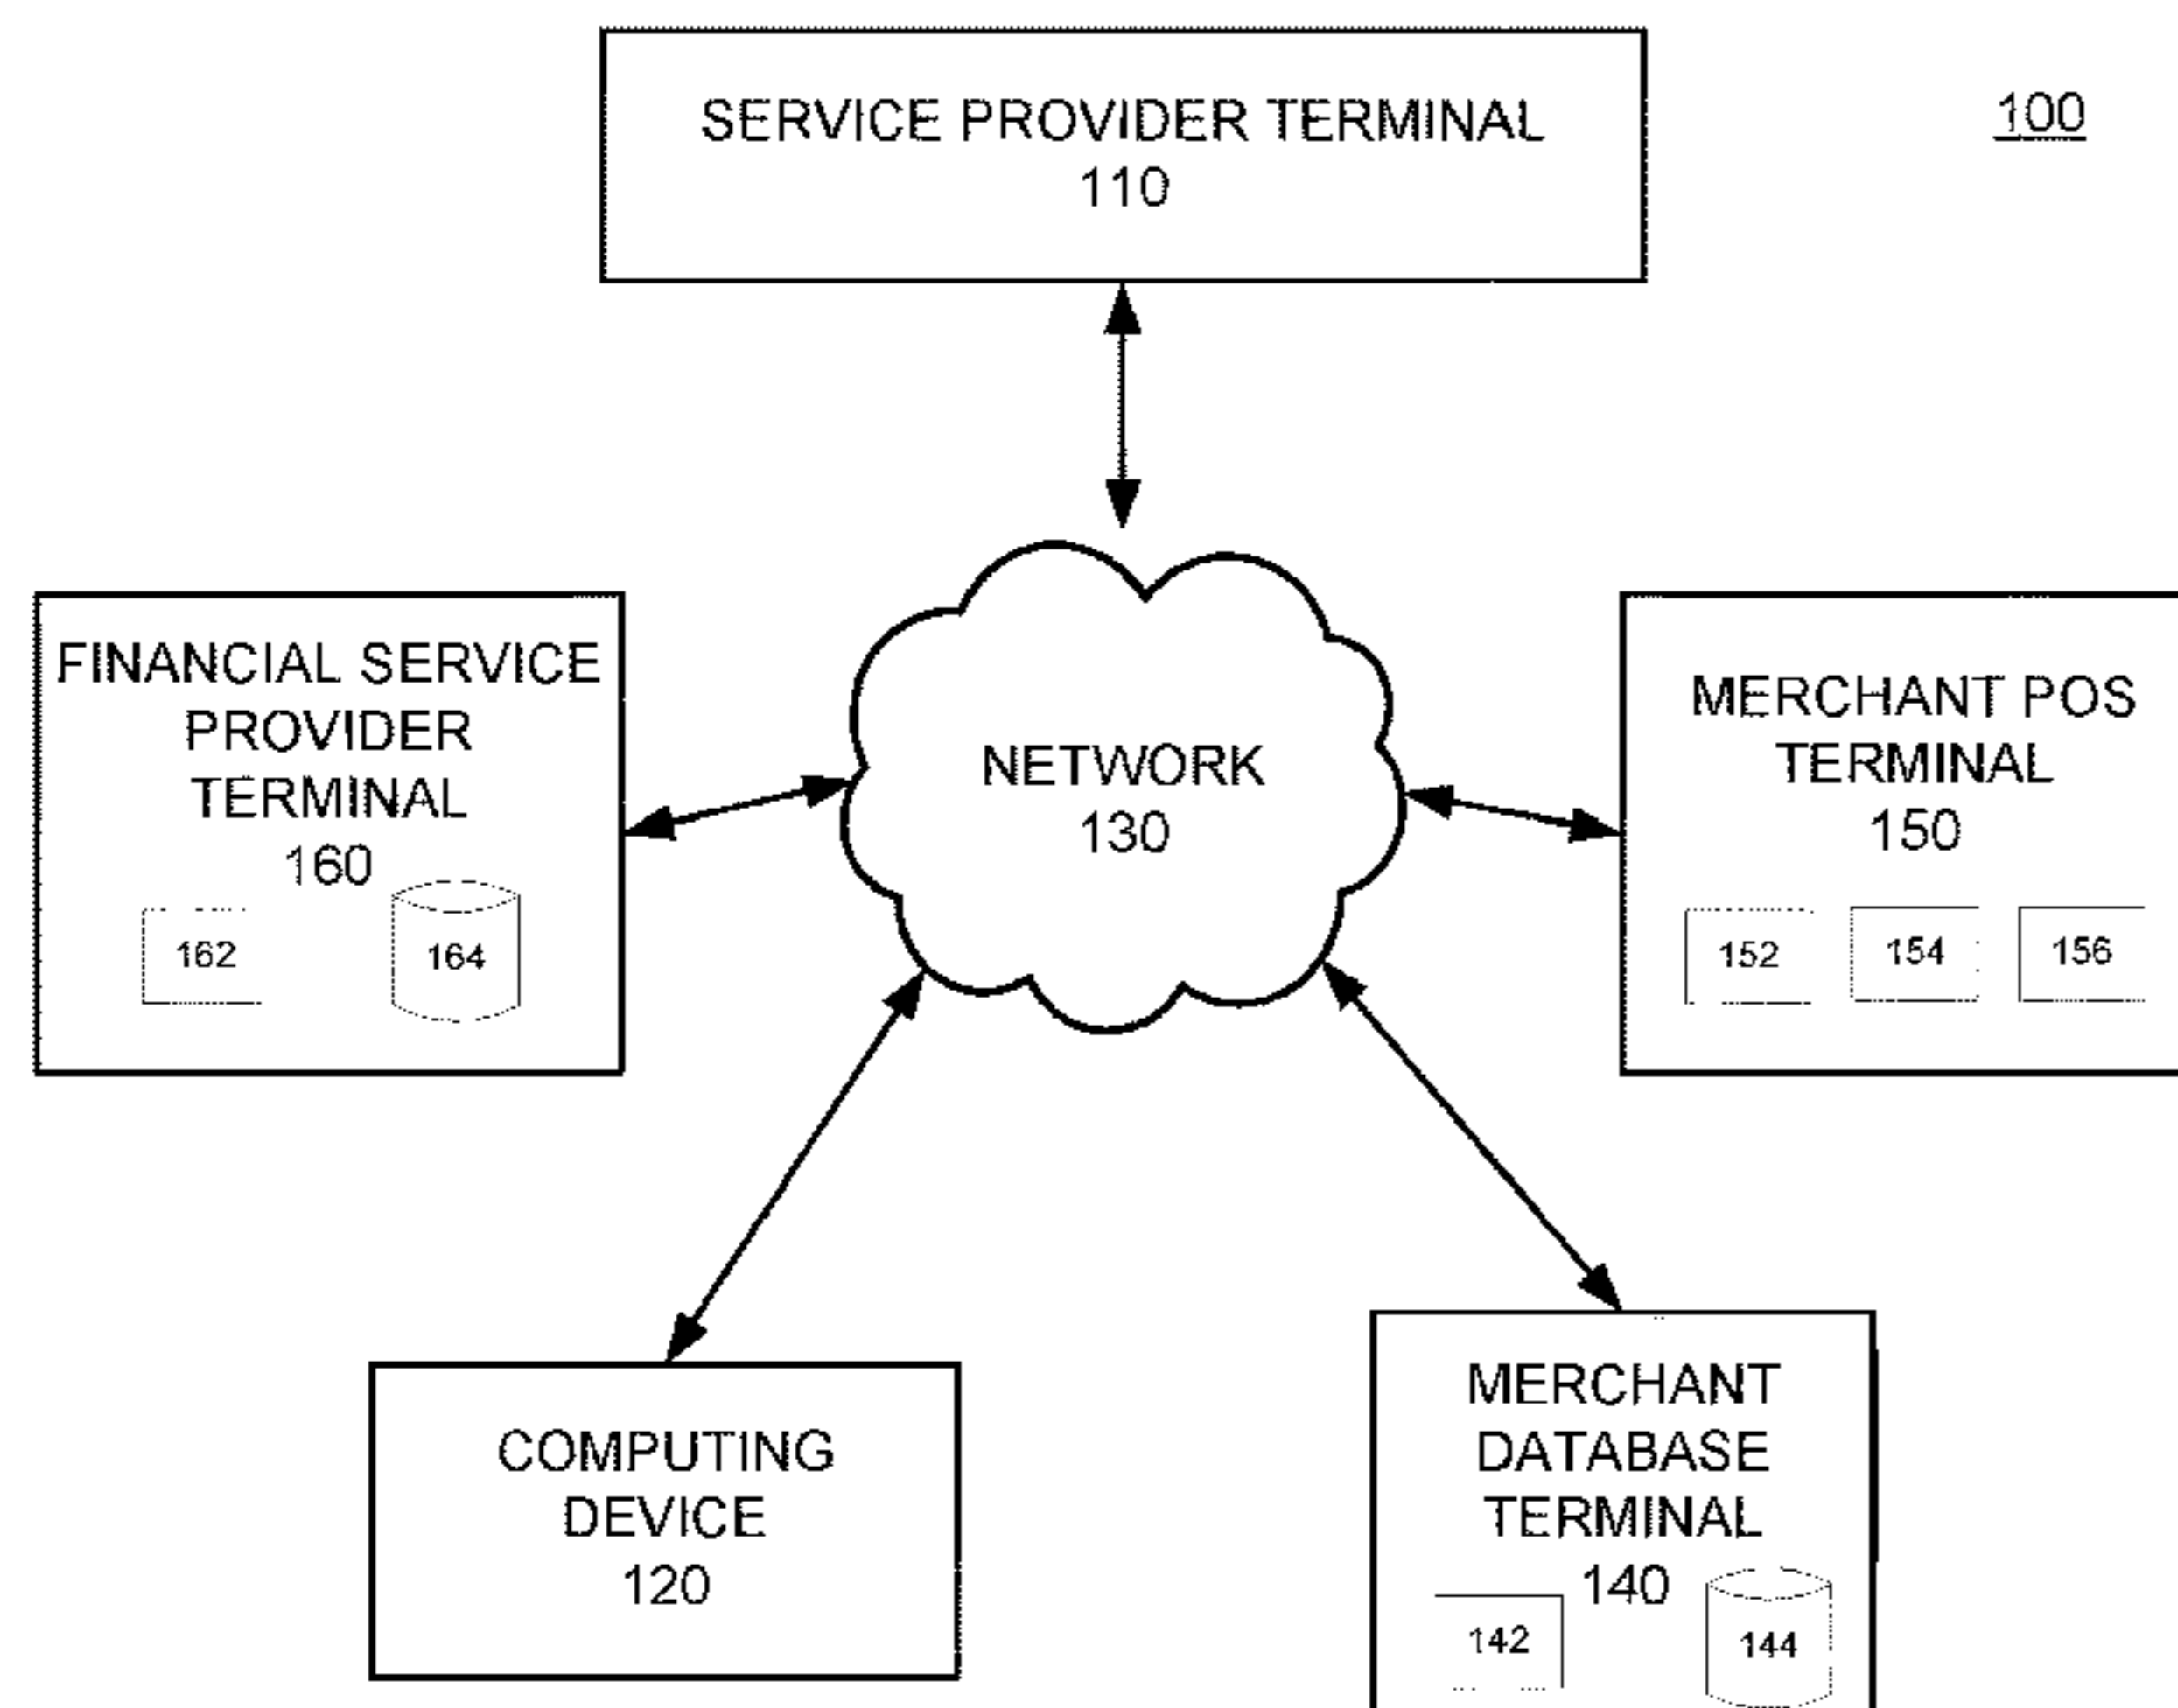 SERVICE PROVIDER TERMINAL
110
100
FINANCIAL SERVICE
PROVIDER
TERMINAL
160
162
164
NETWORK
130
MERCHANT POS
TERMINAL
150
152
154
156
COMPUTING
DEVICE
120
MERCHANT
DATABASE
TERMINAL
140
142
144